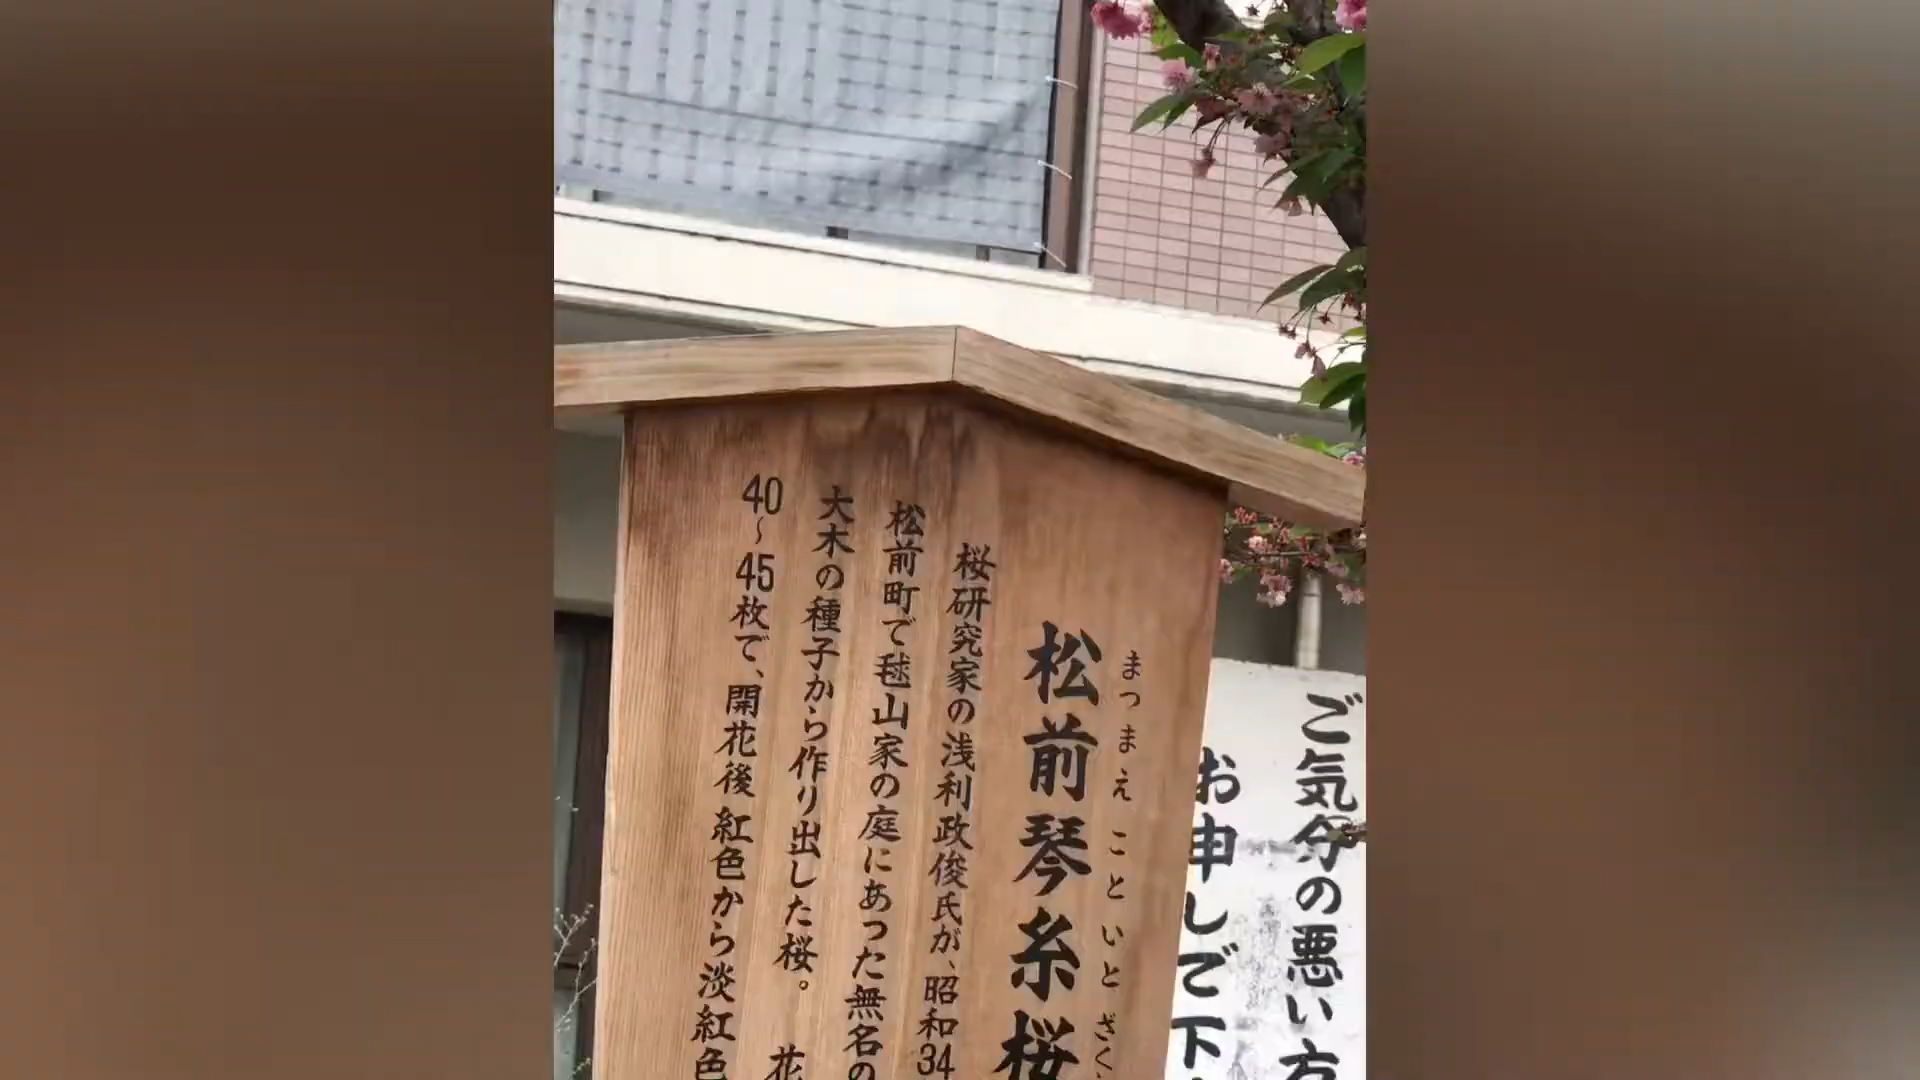 ご気分の悪い方
お申しで下
まつまえこといとざく
松前琴糸桜
桜研究家の浅利政俊氏が、昭和34
松前町で毬山家の庭にあった無名の
大木の種子から作り出した桜。 花
40〜45枚で、開花後 紅色から淡紅色